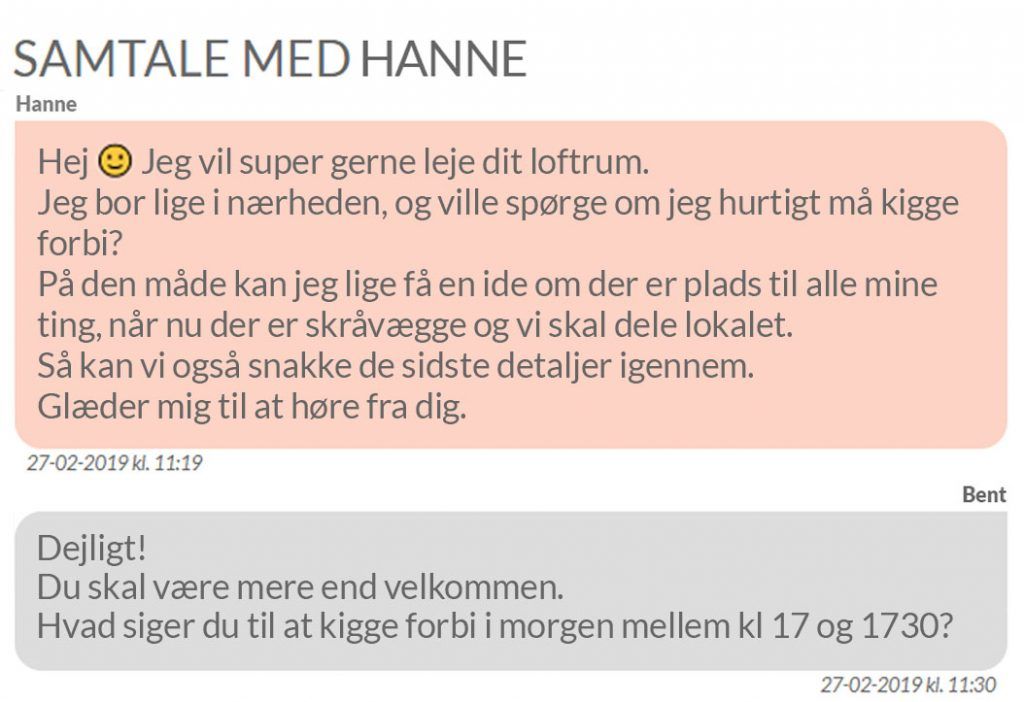 SAMTALE MED HANNE
Hanne
Hej 🙂 Jeg vil super gerne leje dit loftrum.
Jeg bor lige i nærheden, og ville spørge om jeg hurtigt må kigge
forbi?
På den måde kan jeg lige få en ide om der er plads til alle mine
ting, når nu der er skråvægge og vi skal dele lokalet.
Så kan vi også snakke de sidste detaljer igennem.
Glæder mig til at høre fra dig.
27-02-2019 kl. 11:19
Bent
Dejligt!
Du skal være mere end velkommen.
Hvad siger du til at kigge forbi i morgen mellem kl 17 og 1730?
27-02-2019 kl. 11:30